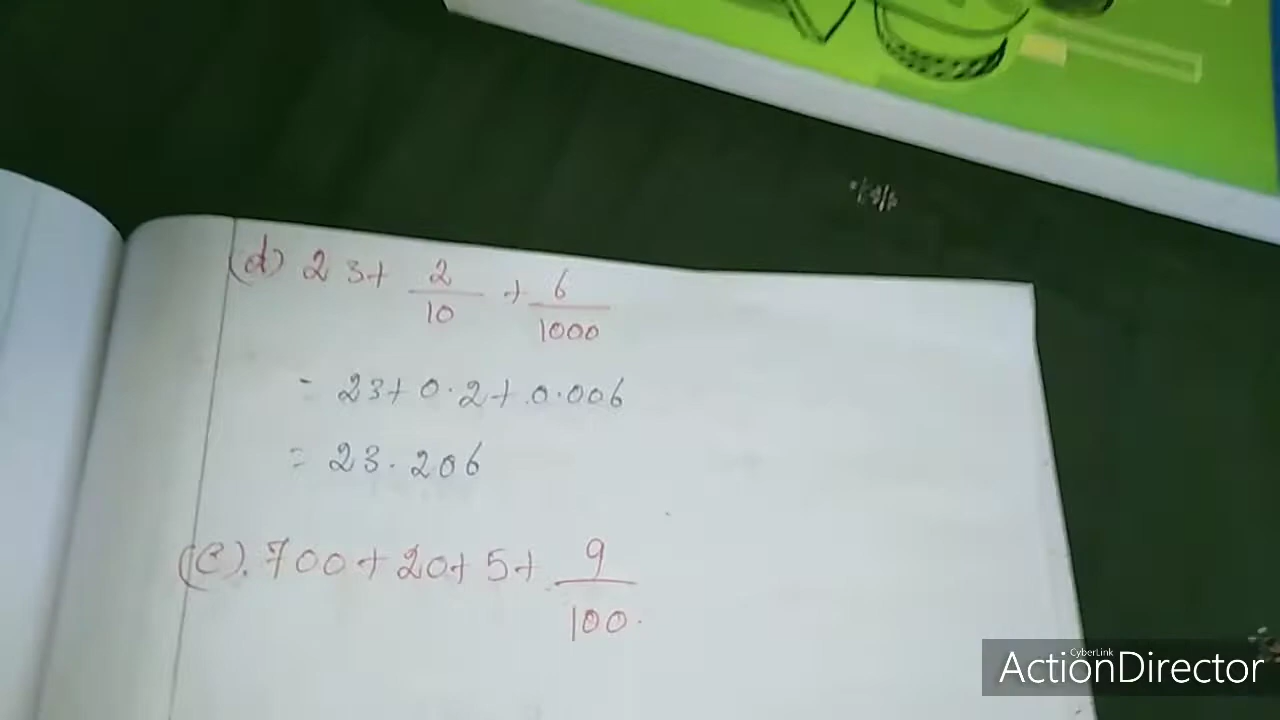 (d) 23+ 2/10 + 6/1000
= 23+0.2+0.006
= 23.206
(e). 700+20+5+ 9/100.
CyberLink
ActionDirector